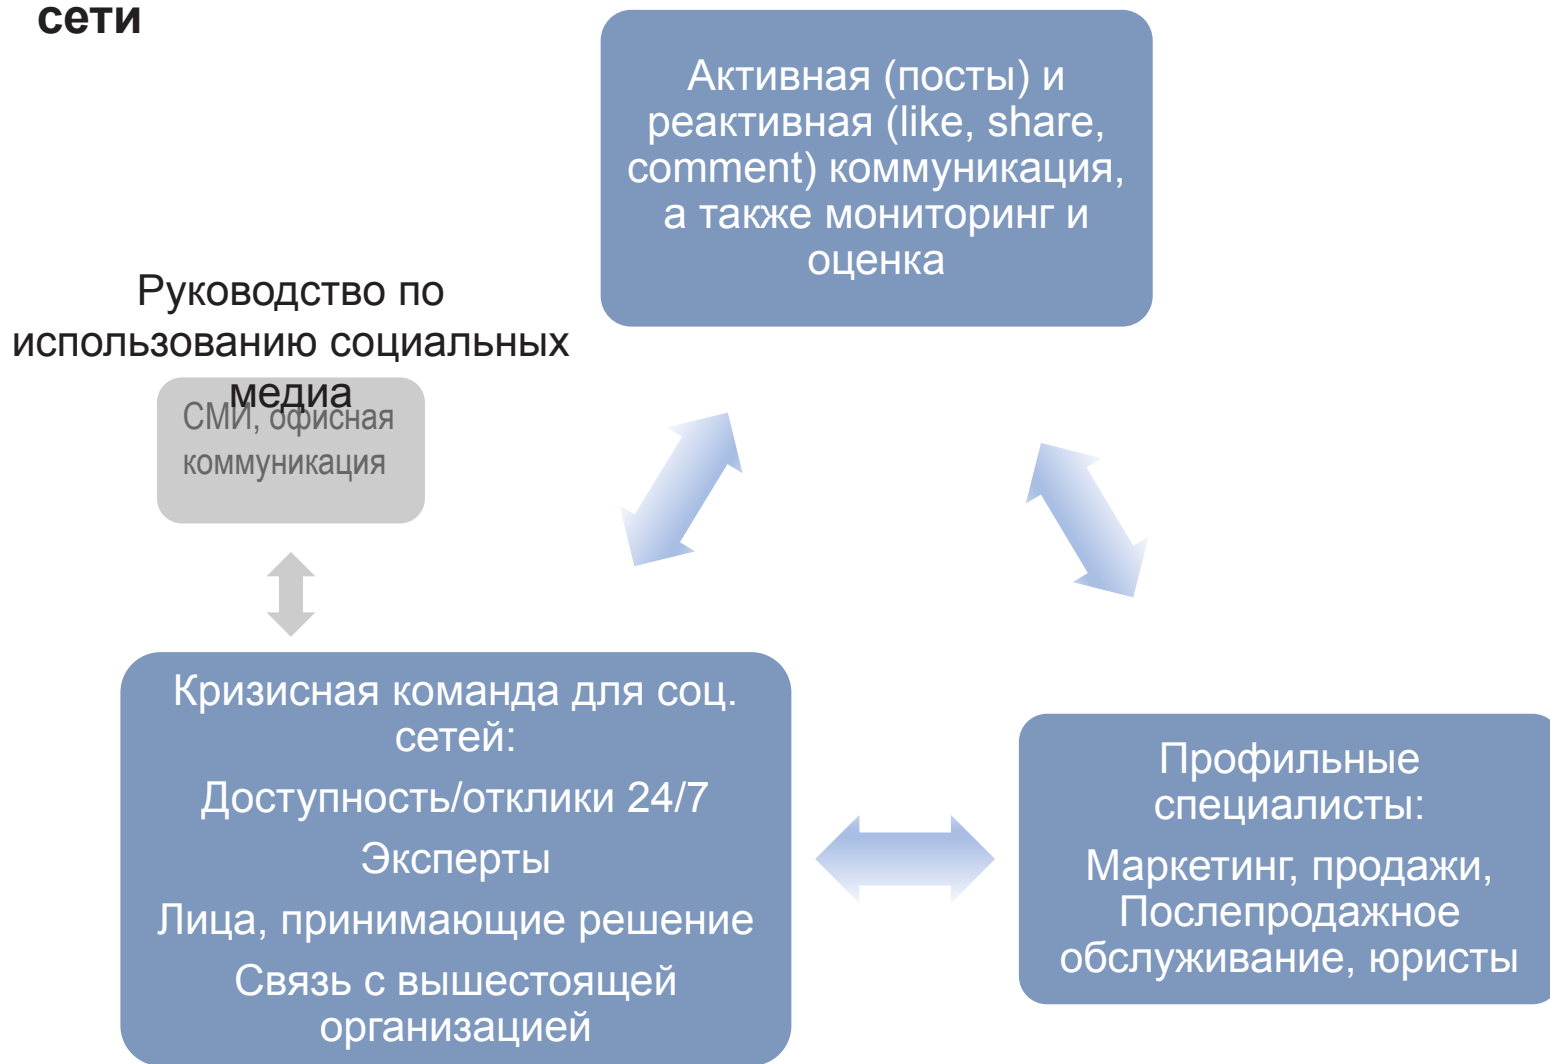 сети
Активная (посты) и
реактивная (like, share,
comment) коммуникация,
а также мониторинг и
оценка
Руководство по
использованию социальных
медиа
СМИ, офисная
коммуникация
Кризисная команда для соц.
сетей:
Доступность/отклики 24/7
Эксперты
Лица, принимающие решение
Связь с вышестоящей
организацией
Профильные
специалисты:
Маркетинг, продажи,
Послепродажное
обслуживание, юристы